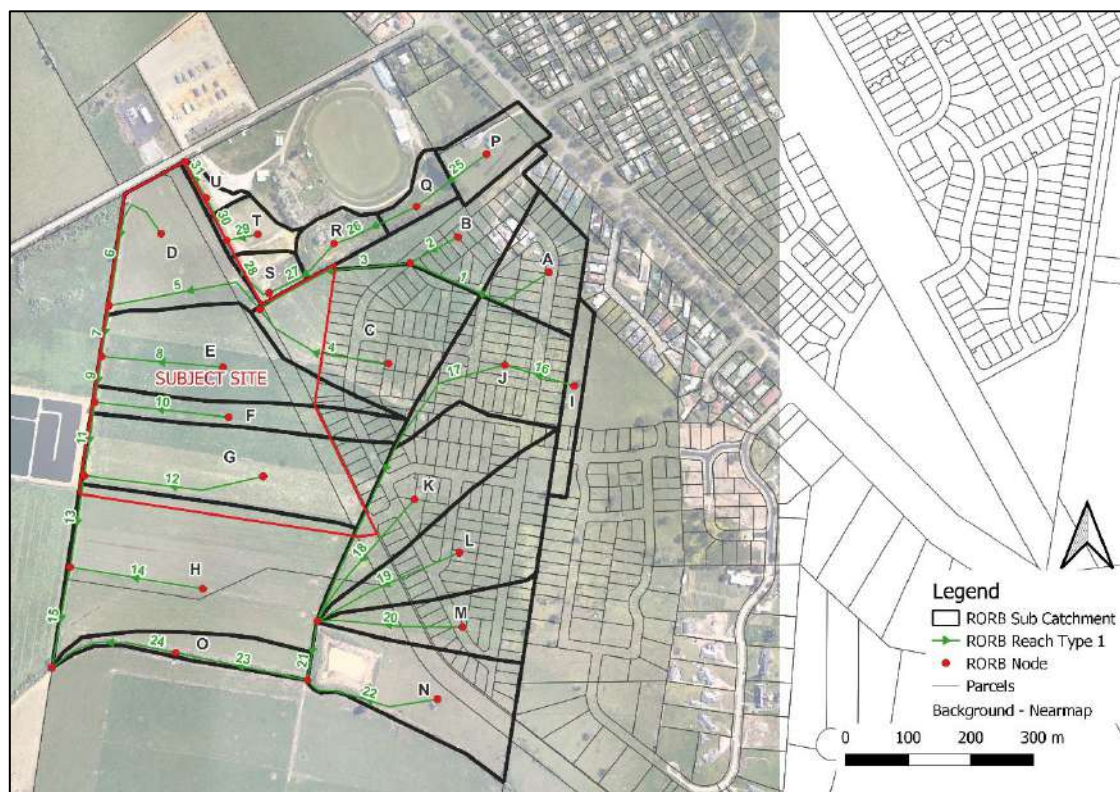 P
25
31
U
Q
B
T
30
29
26
R
2
D
A
28
3
S
27
6
1
5
C
7
4
E
17
J
16
8
9
SUBJECT SITE
I
10
F
11
G
K
12
13
18
L
H
14
19
M
15
20
24
O
23
21
N
22
Legend
RORB Sub Catchment
RORB Reach Type 1
RORB Node
Parcels
Background - Nearmap
0 100 200 300 m